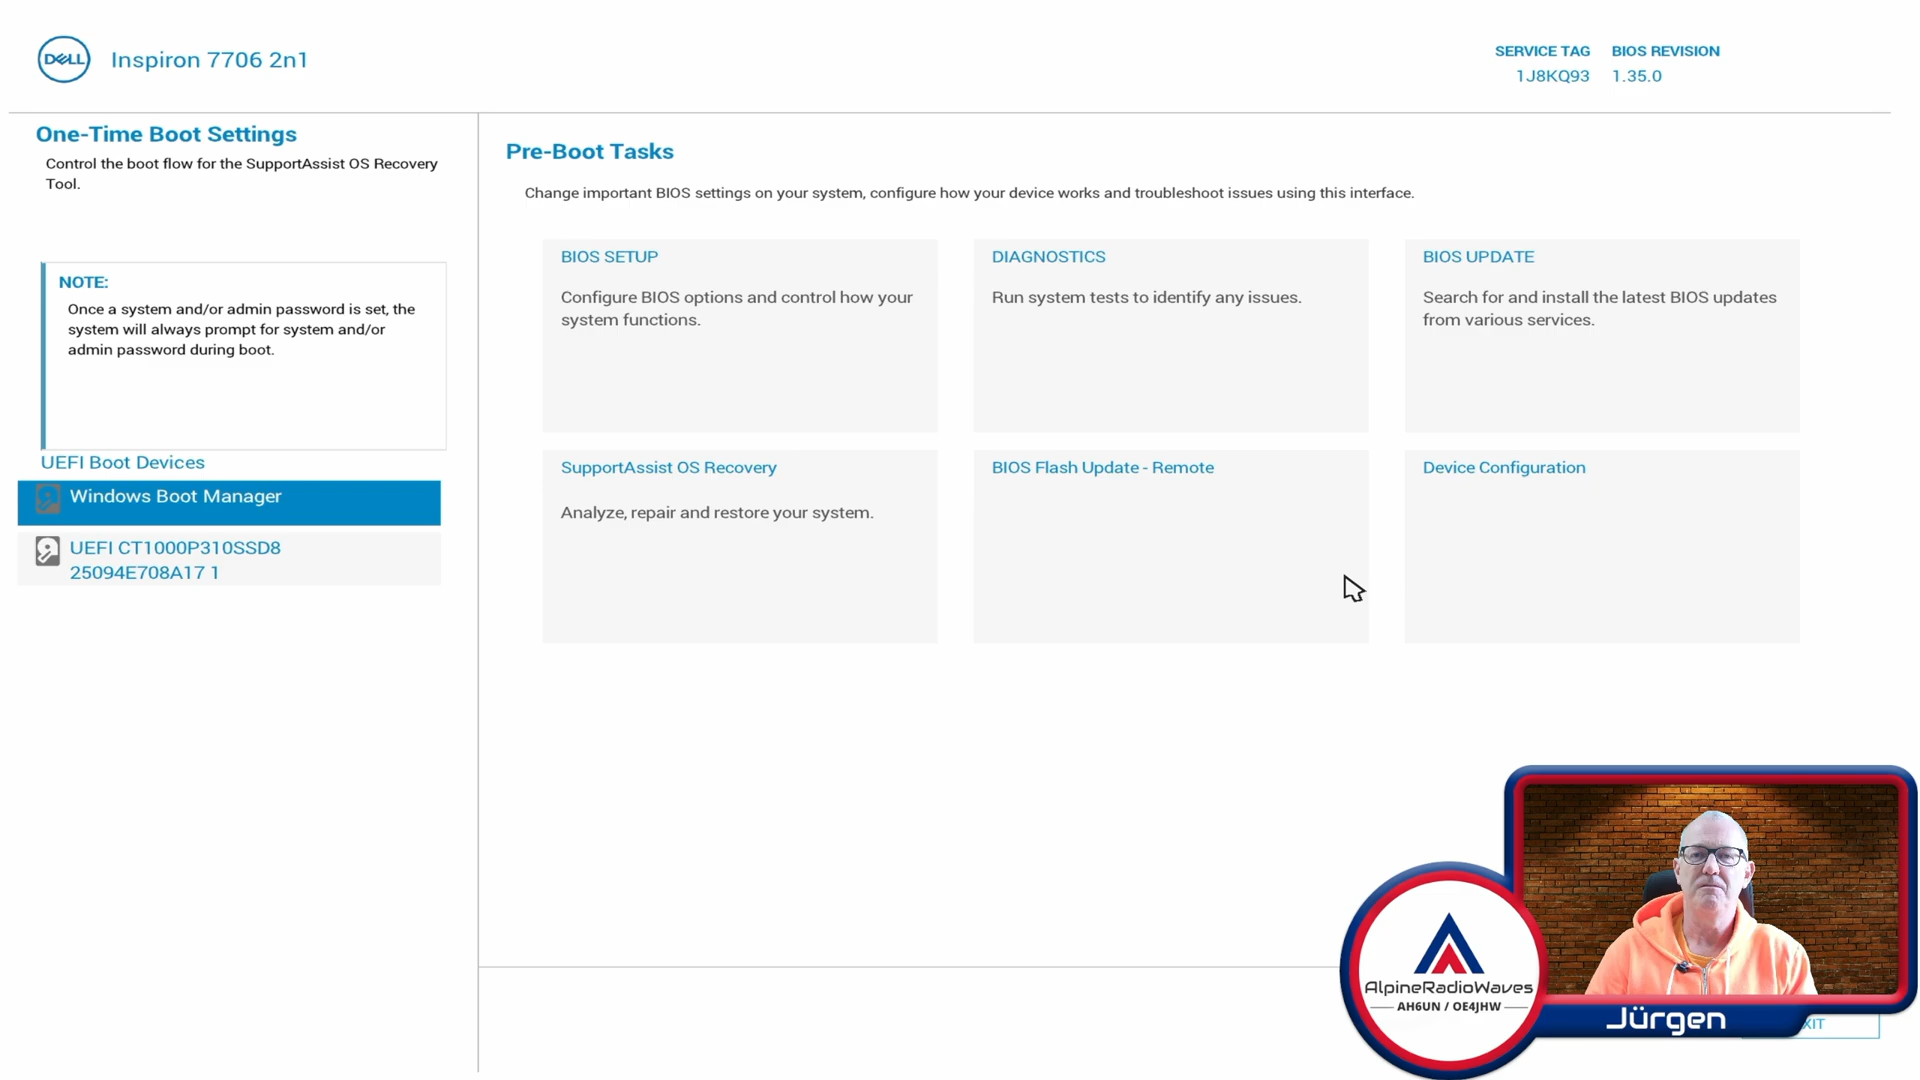 DELL
Inspiron 7706 2n1
SERVICE TAG
1J8KQ93
BIOS REVISION
1.35.0
One-Time Boot Settings
Control the boot flow for the SupportAssist OS Recovery
Tool.
NOTE:
Once a system and/or admin password is set, the
system will always prompt for system and/or
admin password during boot.
UEFI Boot Devices
Windows Boot Manager
UEFI CT1000P310SSD8
25094E708A17 1
Pre-Boot Tasks
Change important BIOS settings on your system, configure how your device works and troubleshoot issues using this interface.
BIOS SETUP
Configure BIOS options and control how your
system functions.
DIAGNOSTICS
Run system tests to identify any issues.
BIOS UPDATE
Search for and install the latest BIOS updates
from various services.
SupportAssist OS Recovery
Analyze, repair and restore your system.
BIOS Flash Update - Remote
Device Configuration
AlpineRadioWaves
AH6UN / OE4JHW
Jürgen
XIT